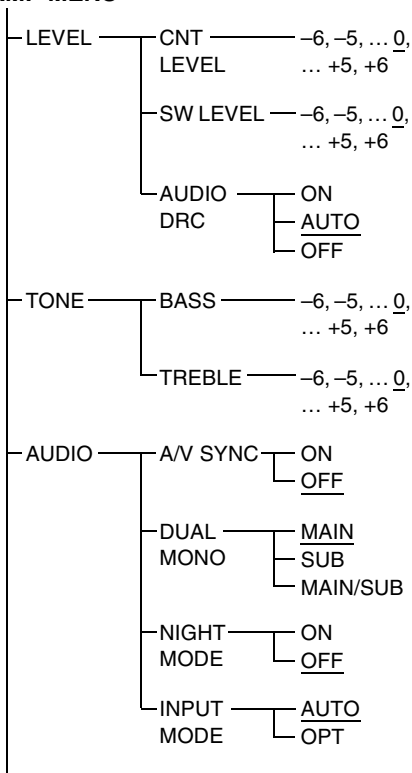 LEVEL CNT –6, –5, … 0,
LEVEL … +5, +6
SW LEVEL –6, –5, … 0,
… +5, +6
AUDIO ON
DRC AUTO
OFF
TONE BASS –6, –5, … 0,
… +5, +6
TREBLE –6, –5, … 0,
… +5, +6
AUDIO A/V SYNC ON
OFF
DUAL MAIN
MONO SUB
MAIN/SUB
NIGHT ON
MODE OFF
INPUT AUTO
MODE OPT